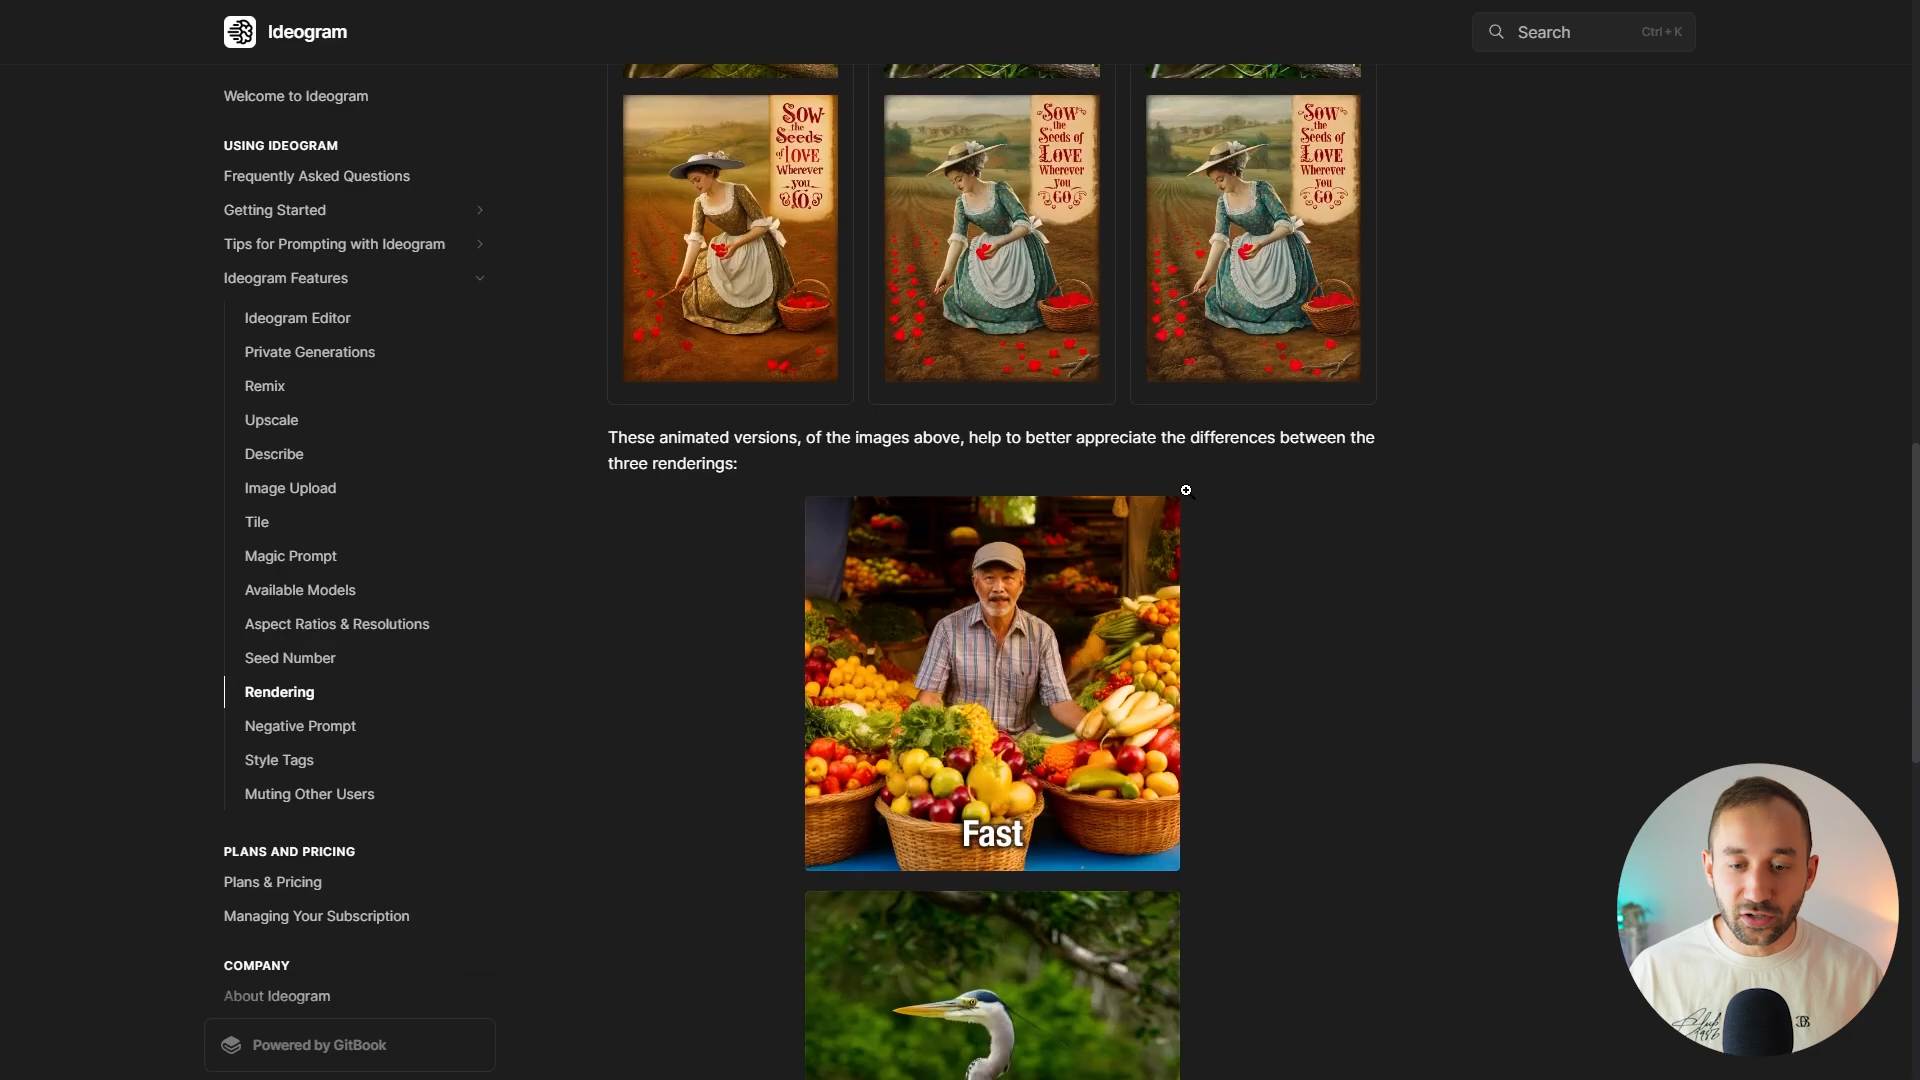 Ideogram
Search
Ctrl + K
Welcome to Ideogram
USING IDEOGRAM
Frequently Asked Questions
Getting Started
Tips for Prompting with Ideogram
Ideogram Features
Ideogram Editor
Private Generations
Remix
Upscale
Describe
Image Upload
Tile
Magic Prompt
Available Models
Aspect Ratios & Resolutions
Seed Number
Rendering
Negative Prompt
Style Tags
Muting Other Users
PLANS AND PRICING
Plans & Pricing
Managing Your Subscription
COMPANY
About Ideogram
Powered by GitBook
Sow
the
Seeds
of LOVE
Wherever
you
GO.
Sow
the
Seeds of
LOVE
Wherever
you
GO
Sow
the
Seeds of
LOVE
Wherever
you
GO
These animated versions, of the images above, help to better appreciate the differences between the
three renderings:
Fast